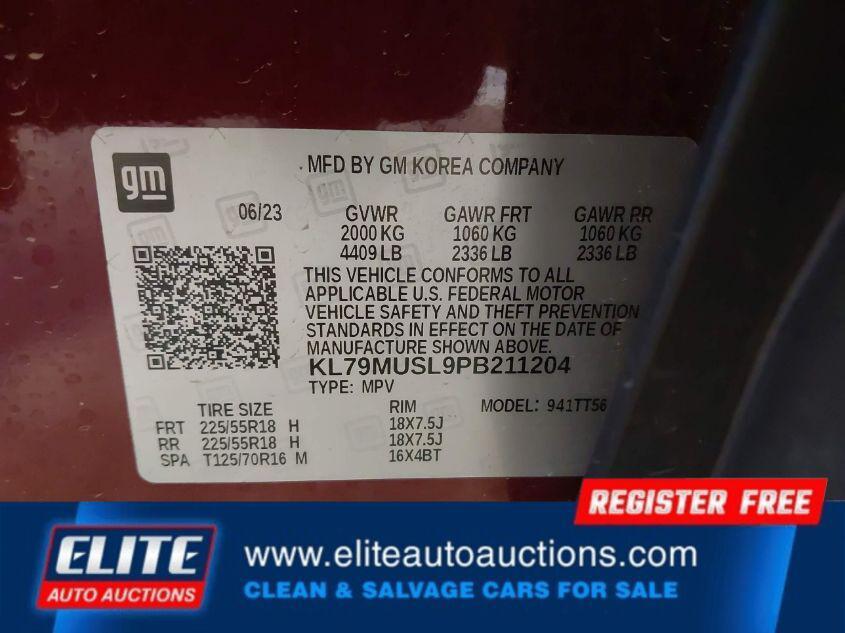 gm
MFD BY GM KOREA COMPANY
06/23 GVWR GAWR FRT GAWR RR
2000 KG 1060 KG 1060 KG
4409 LB 2336 LB 2336 LB
THIS VEHICLE CONFORMS TO ALL
APPLICABLE U.S. FEDERAL MOTOR
VEHICLE SAFETY AND THEFT PREVENTION
STANDARDS IN EFFECT ON THE DATE OF
MANUFACTURE SHOWN ABOVE.
KL79MUSL9PB211204
TYPE: MPV MODEL: 941TT56
TIRE SIZE RIM
FRT 225/55R18 H 18X7.5J
RR 225/55R18 H 18X7.5J
SPA T125/70R16 M 16X4BT
REGISTER FREE
ELITE
AUTO AUCTIONS
www.eliteautoauctions.com
CLEAN & SALVAGE CARS FOR SALE